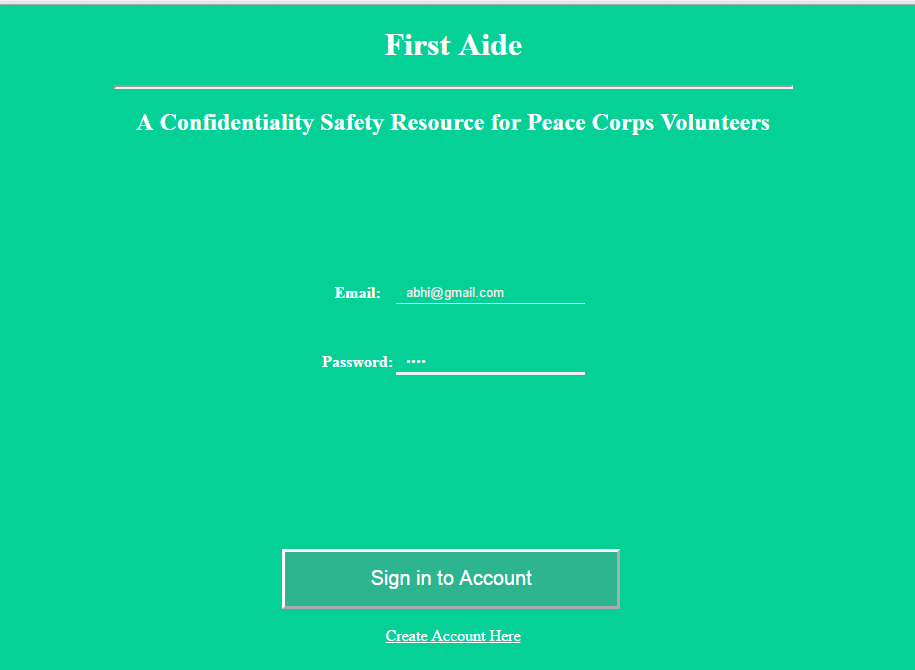 First Aide
A Confidentiality Safety Resource for Peace Corps Volunteers
Email: abhi@gmail.com
Password: ••••
Sign in to Account
Create Account Here